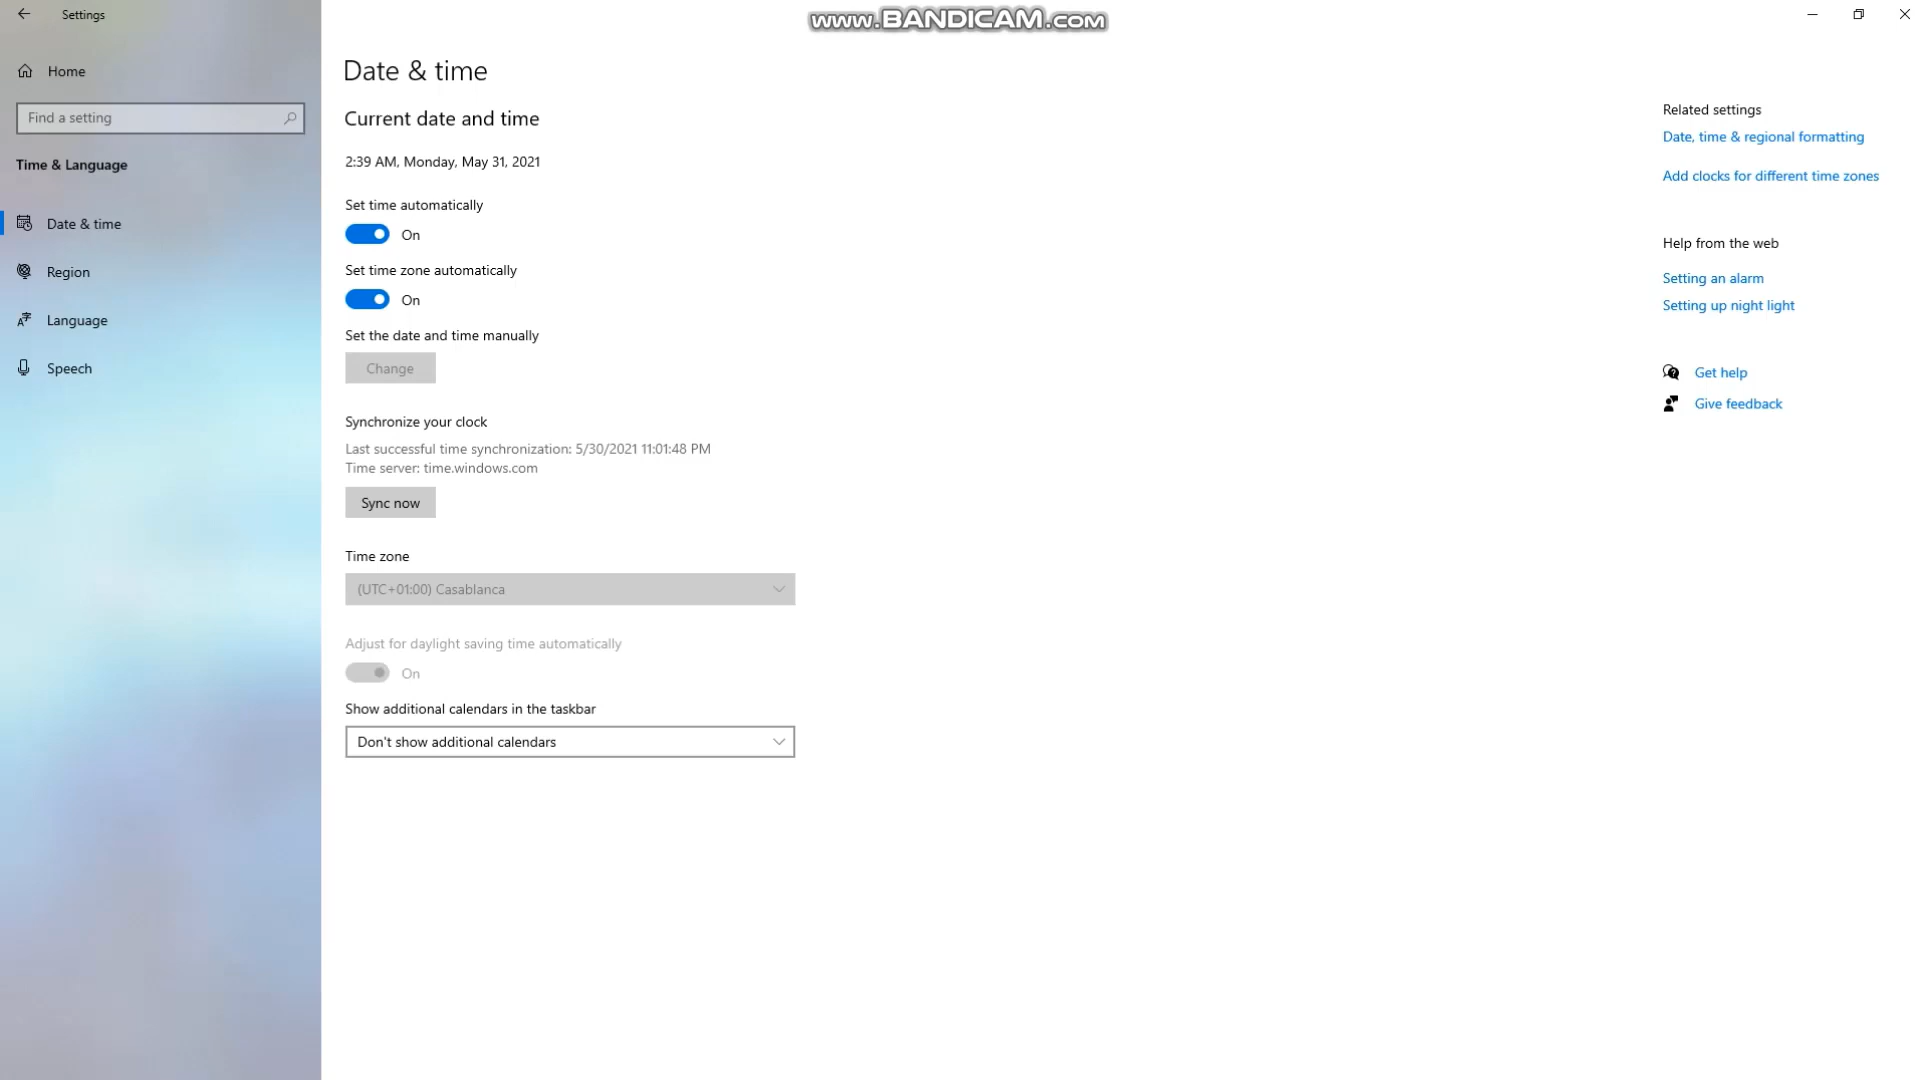 Settings
www.BANDICAM.com
Home
Find a setting
Time & Language
Date & time
Region
Language
Speech
Date & time
Current date and time
2:39 AM, Monday, May 31, 2021
Set time automatically
On
Set time zone automatically
On
Set the date and time manually
Change
Synchronize your clock
Last successful time synchronization: 5/30/2021 11:01:48 PM
Time server: time.windows.com
Sync now
Time zone
(UTC+01:00) Casablanca
Adjust for daylight saving time automatically
On
Show additional calendars in the taskbar
Don't show additional calendars
Related settings
Date, time & regional formatting
Add clocks for different time zones
Help from the web
Setting an alarm
Setting up night light
Get help
Give feedback